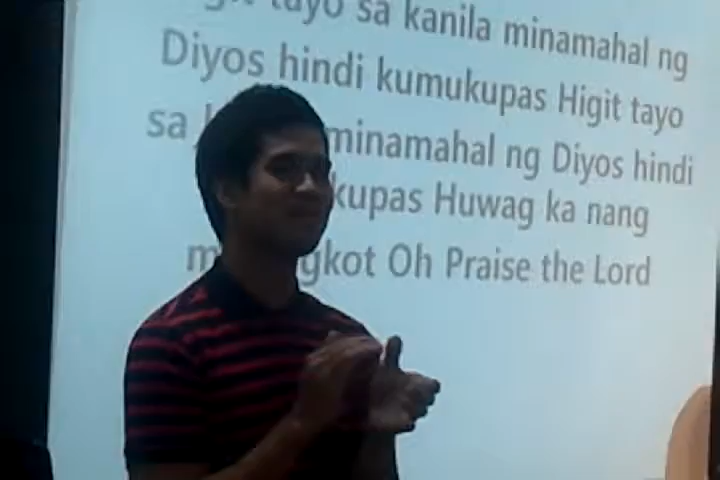 tayo sa kanila minamahal ng
Diyos hindi kumukupas Higit tayo
sa minamahal ng Diyos hindi
kupas Huwag ka nang
gkot Oh Praise the Lord